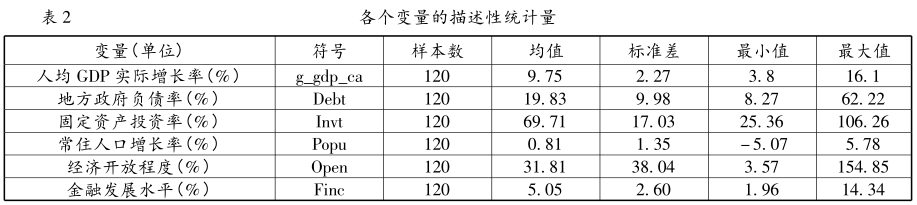 表2 各个变量的描述性统计量
变量(单位) 符号 样本数 均值 标准差 最小值 最大值
人均GDP实际增长率(%) g_gdp_ca 120 9.75 2.27 3.8 16.1
地方政府负债率(%) Debt 120 19.83 9.98 8.27 62.22
固定资产投资率(%) Invt 120 69.71 17.03 25.36 106.26
常住人口增长率(%) Popu 120 0.81 1.35 -5.07 5.78
经济开放程度(%) Open 120 31.81 38.04 3.57 154.85
金融发展水平(%) Finc 120 5.05 2.60 1.96 14.34